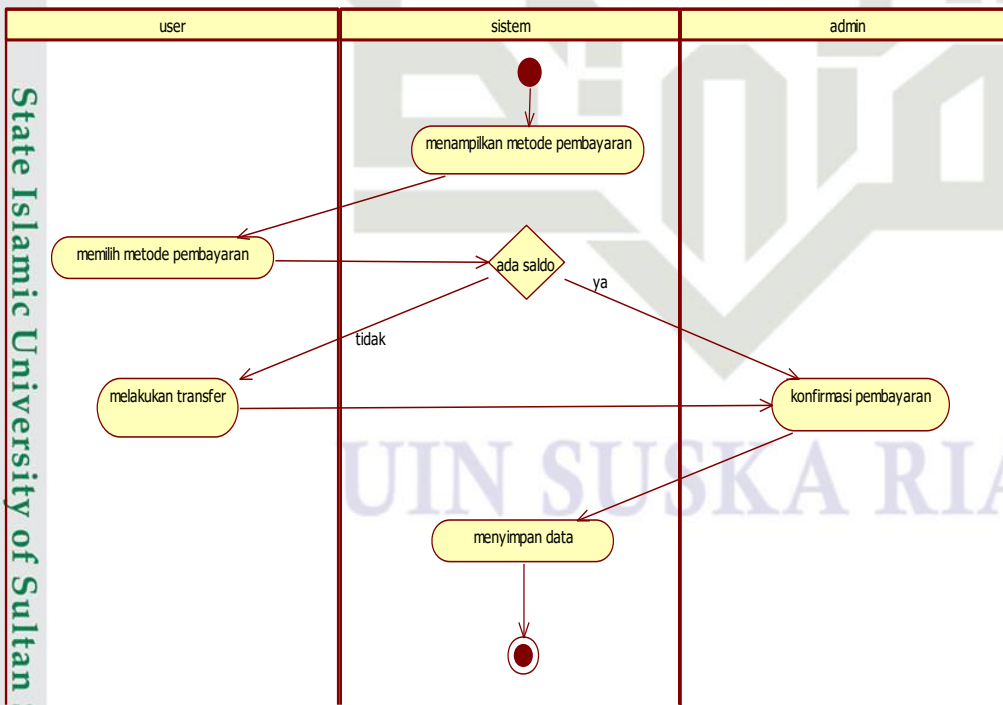 user
sistem
admin
menampilkan metode pembayaran
memilih metode pembayaran
ada saldo
ya
tidak
melakukan transfer
konfirmasi pembayaran
menyimpan data
State Islamic University of Sultan
UIN SUSKA RIA